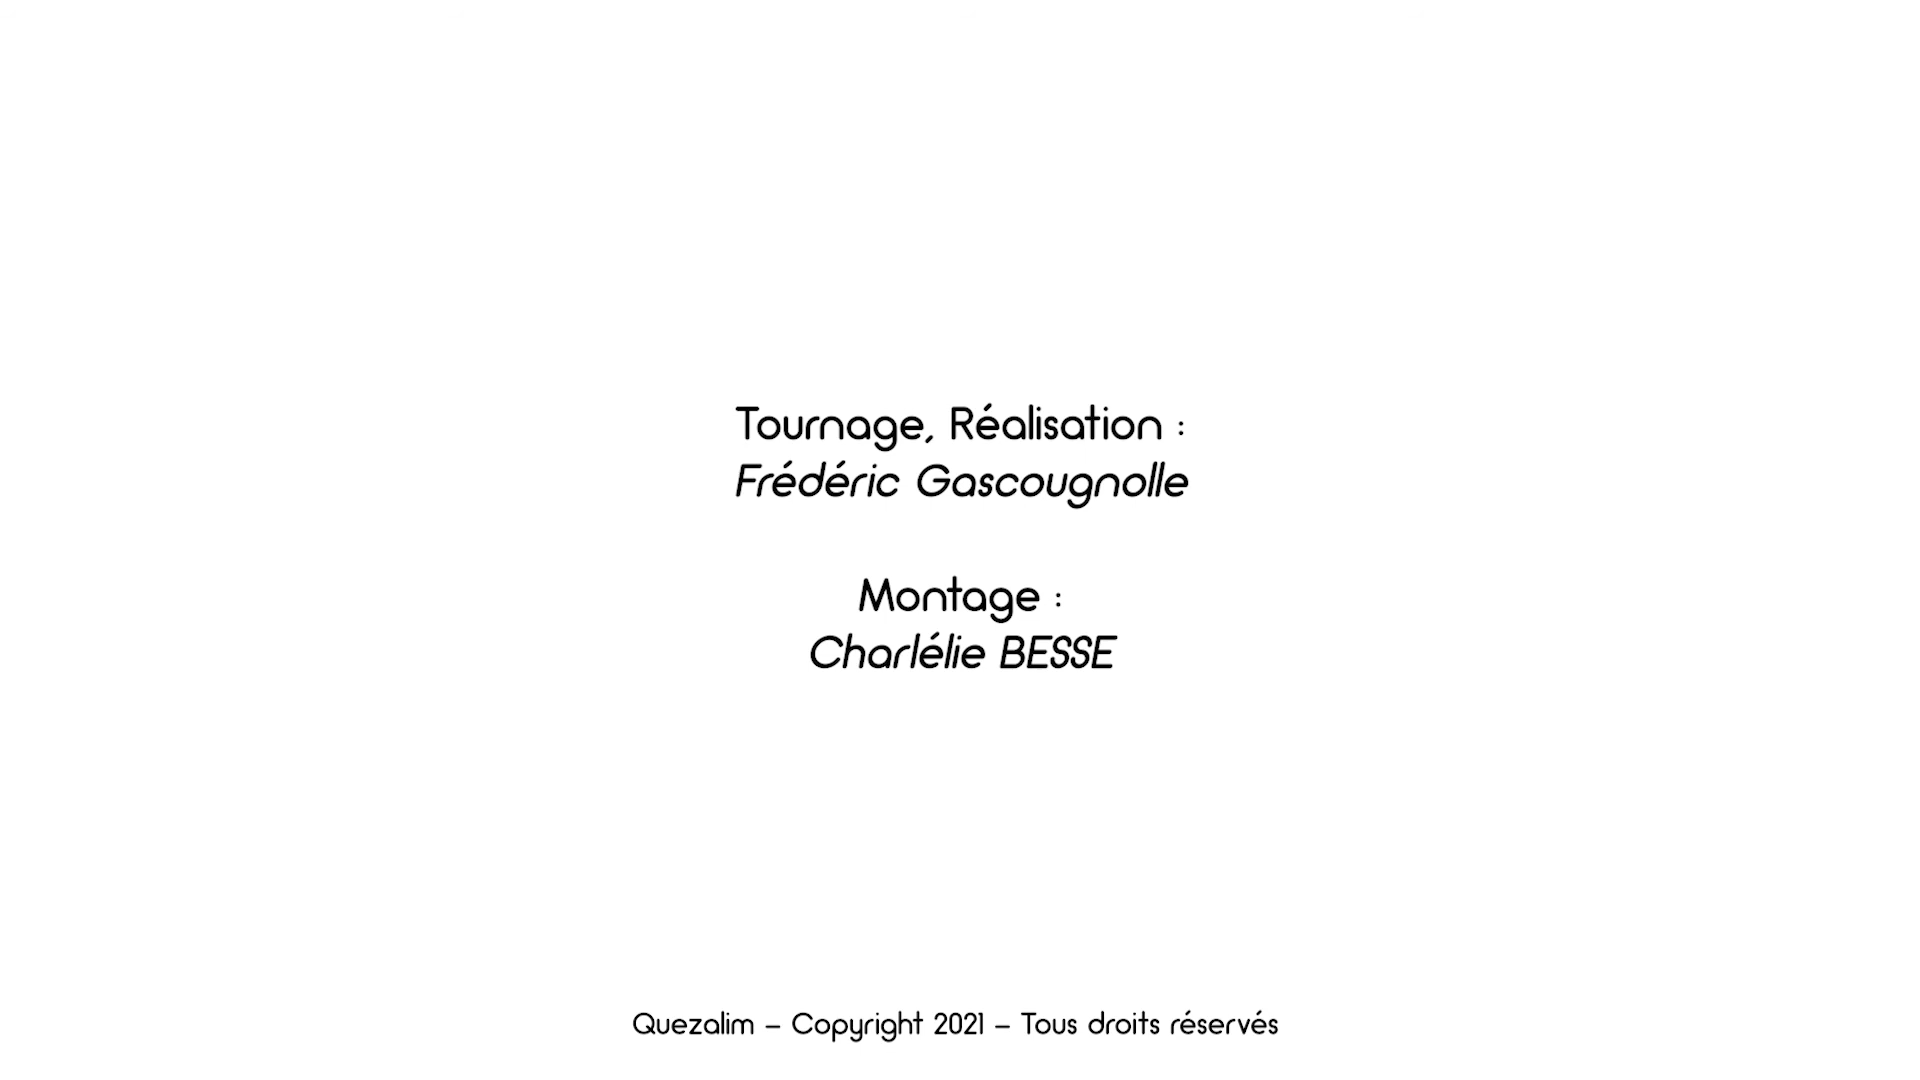 Tournage, Réalisation :
Frédéric Gascougnolle
Montage :
Charlélie BESSE
Quezalim – Copyright 2021 – Tous droits réservés